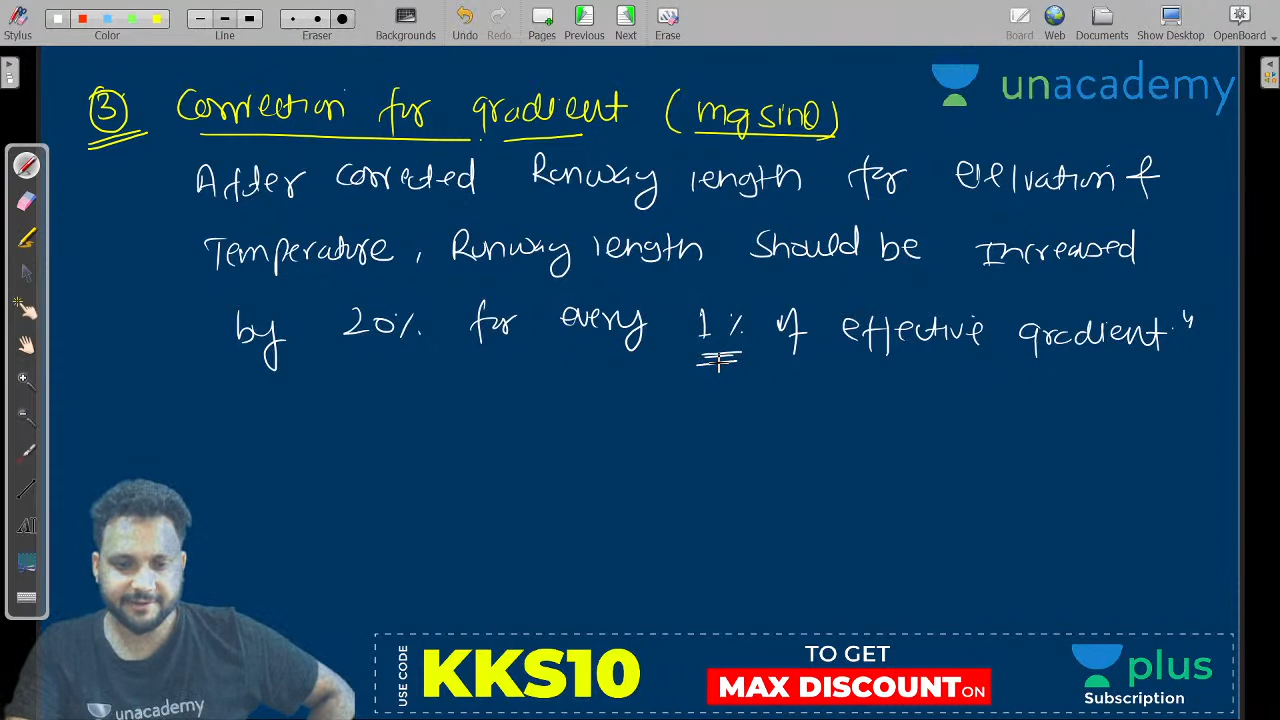 Stylus
Color
Line
Eraser
Backgrounds
Undo
Redo
Pages
Previous
Next
Erase
Board
Web
Documents
Show Desktop
OpenBoard
unacademy
3 Correction for gradient (mg sinθ)
After corrected Runway length for
Temperature, Runway length Should be Increased
by 20% for every 1% of effective gradient"
unacademy
USE CODE
KKS10
TO GET
MAX DISCOUNT ON
plus
Subscription